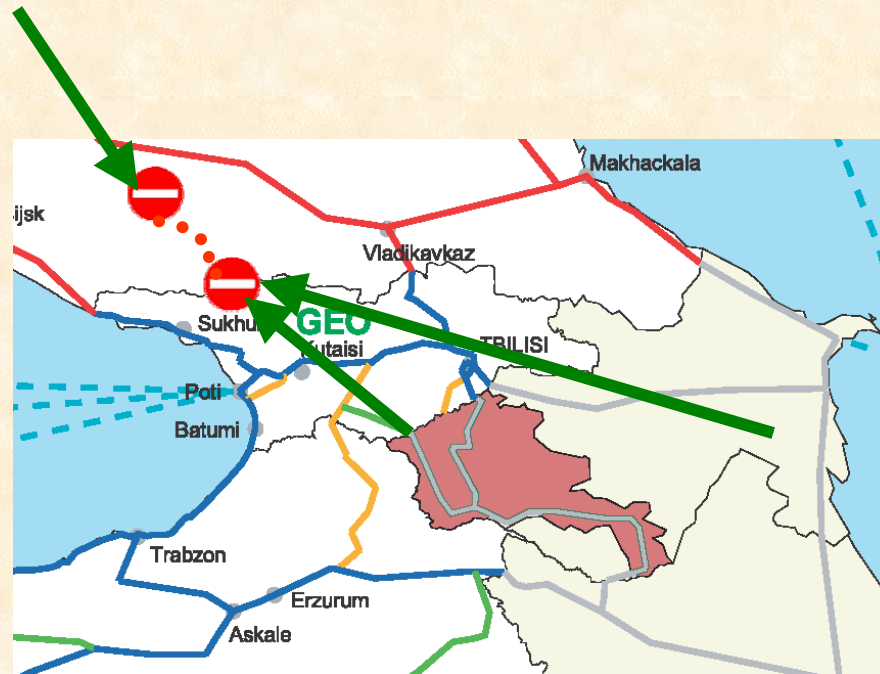 Makhackala
ijsk
Vladikavkaz
Sukhu
GEO
Kutaisi
TBILISI
Poti
Batumi
Trabzon
Erzurum
Askale